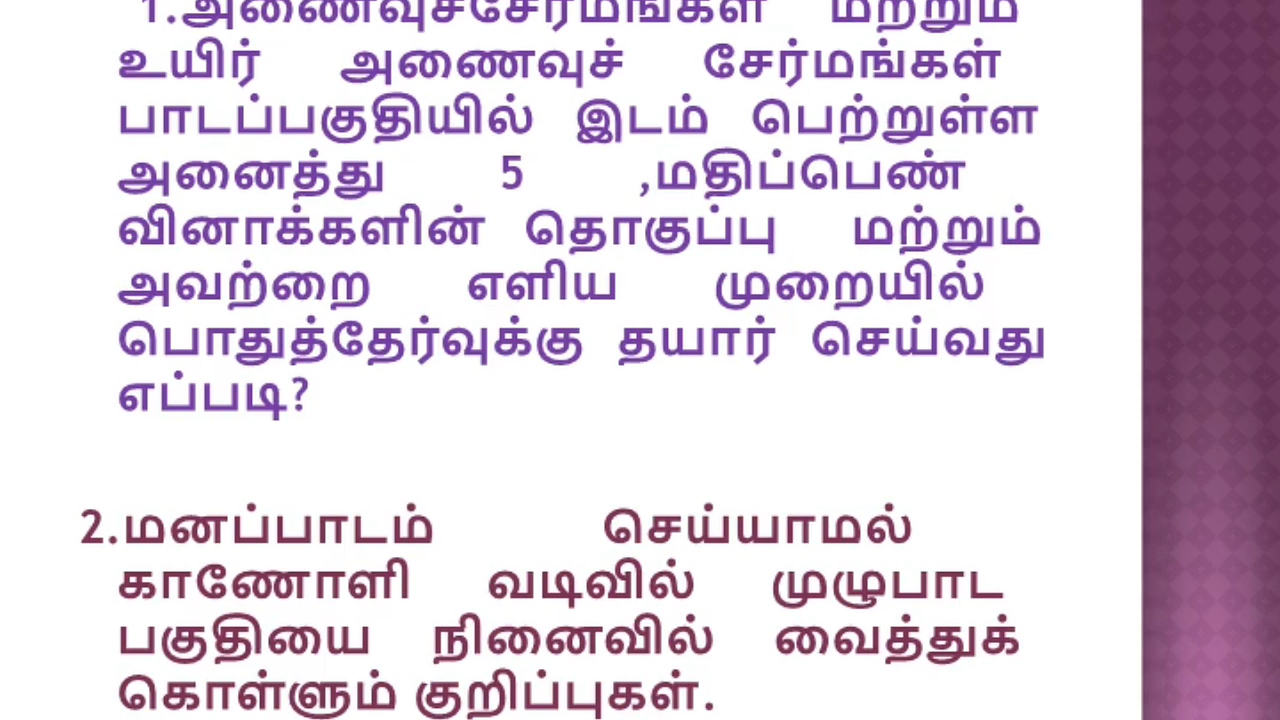 1.அணைவுச்சேர்மங்கள் மற்றும்
உயிர் அணைவுச் சேர்மங்கள்
பாடப்பகுதியில் இடம் பெற்றுள்ள
அனைத்து 5 ,மதிப்பெண்
வினாக்களின் தொகுப்பு மற்றும்
அவற்றை எளிய முறையில்
பொதுத்தேர்வுக்கு தயார் செய்வது
எப்படி?
2.மனப்பாடம் செய்யாமல்
காணோளி வடிவில் முழுபாட
பகுதியை நினைவில் வைத்துக்
கொள்ளும் குறிப்புகள்.